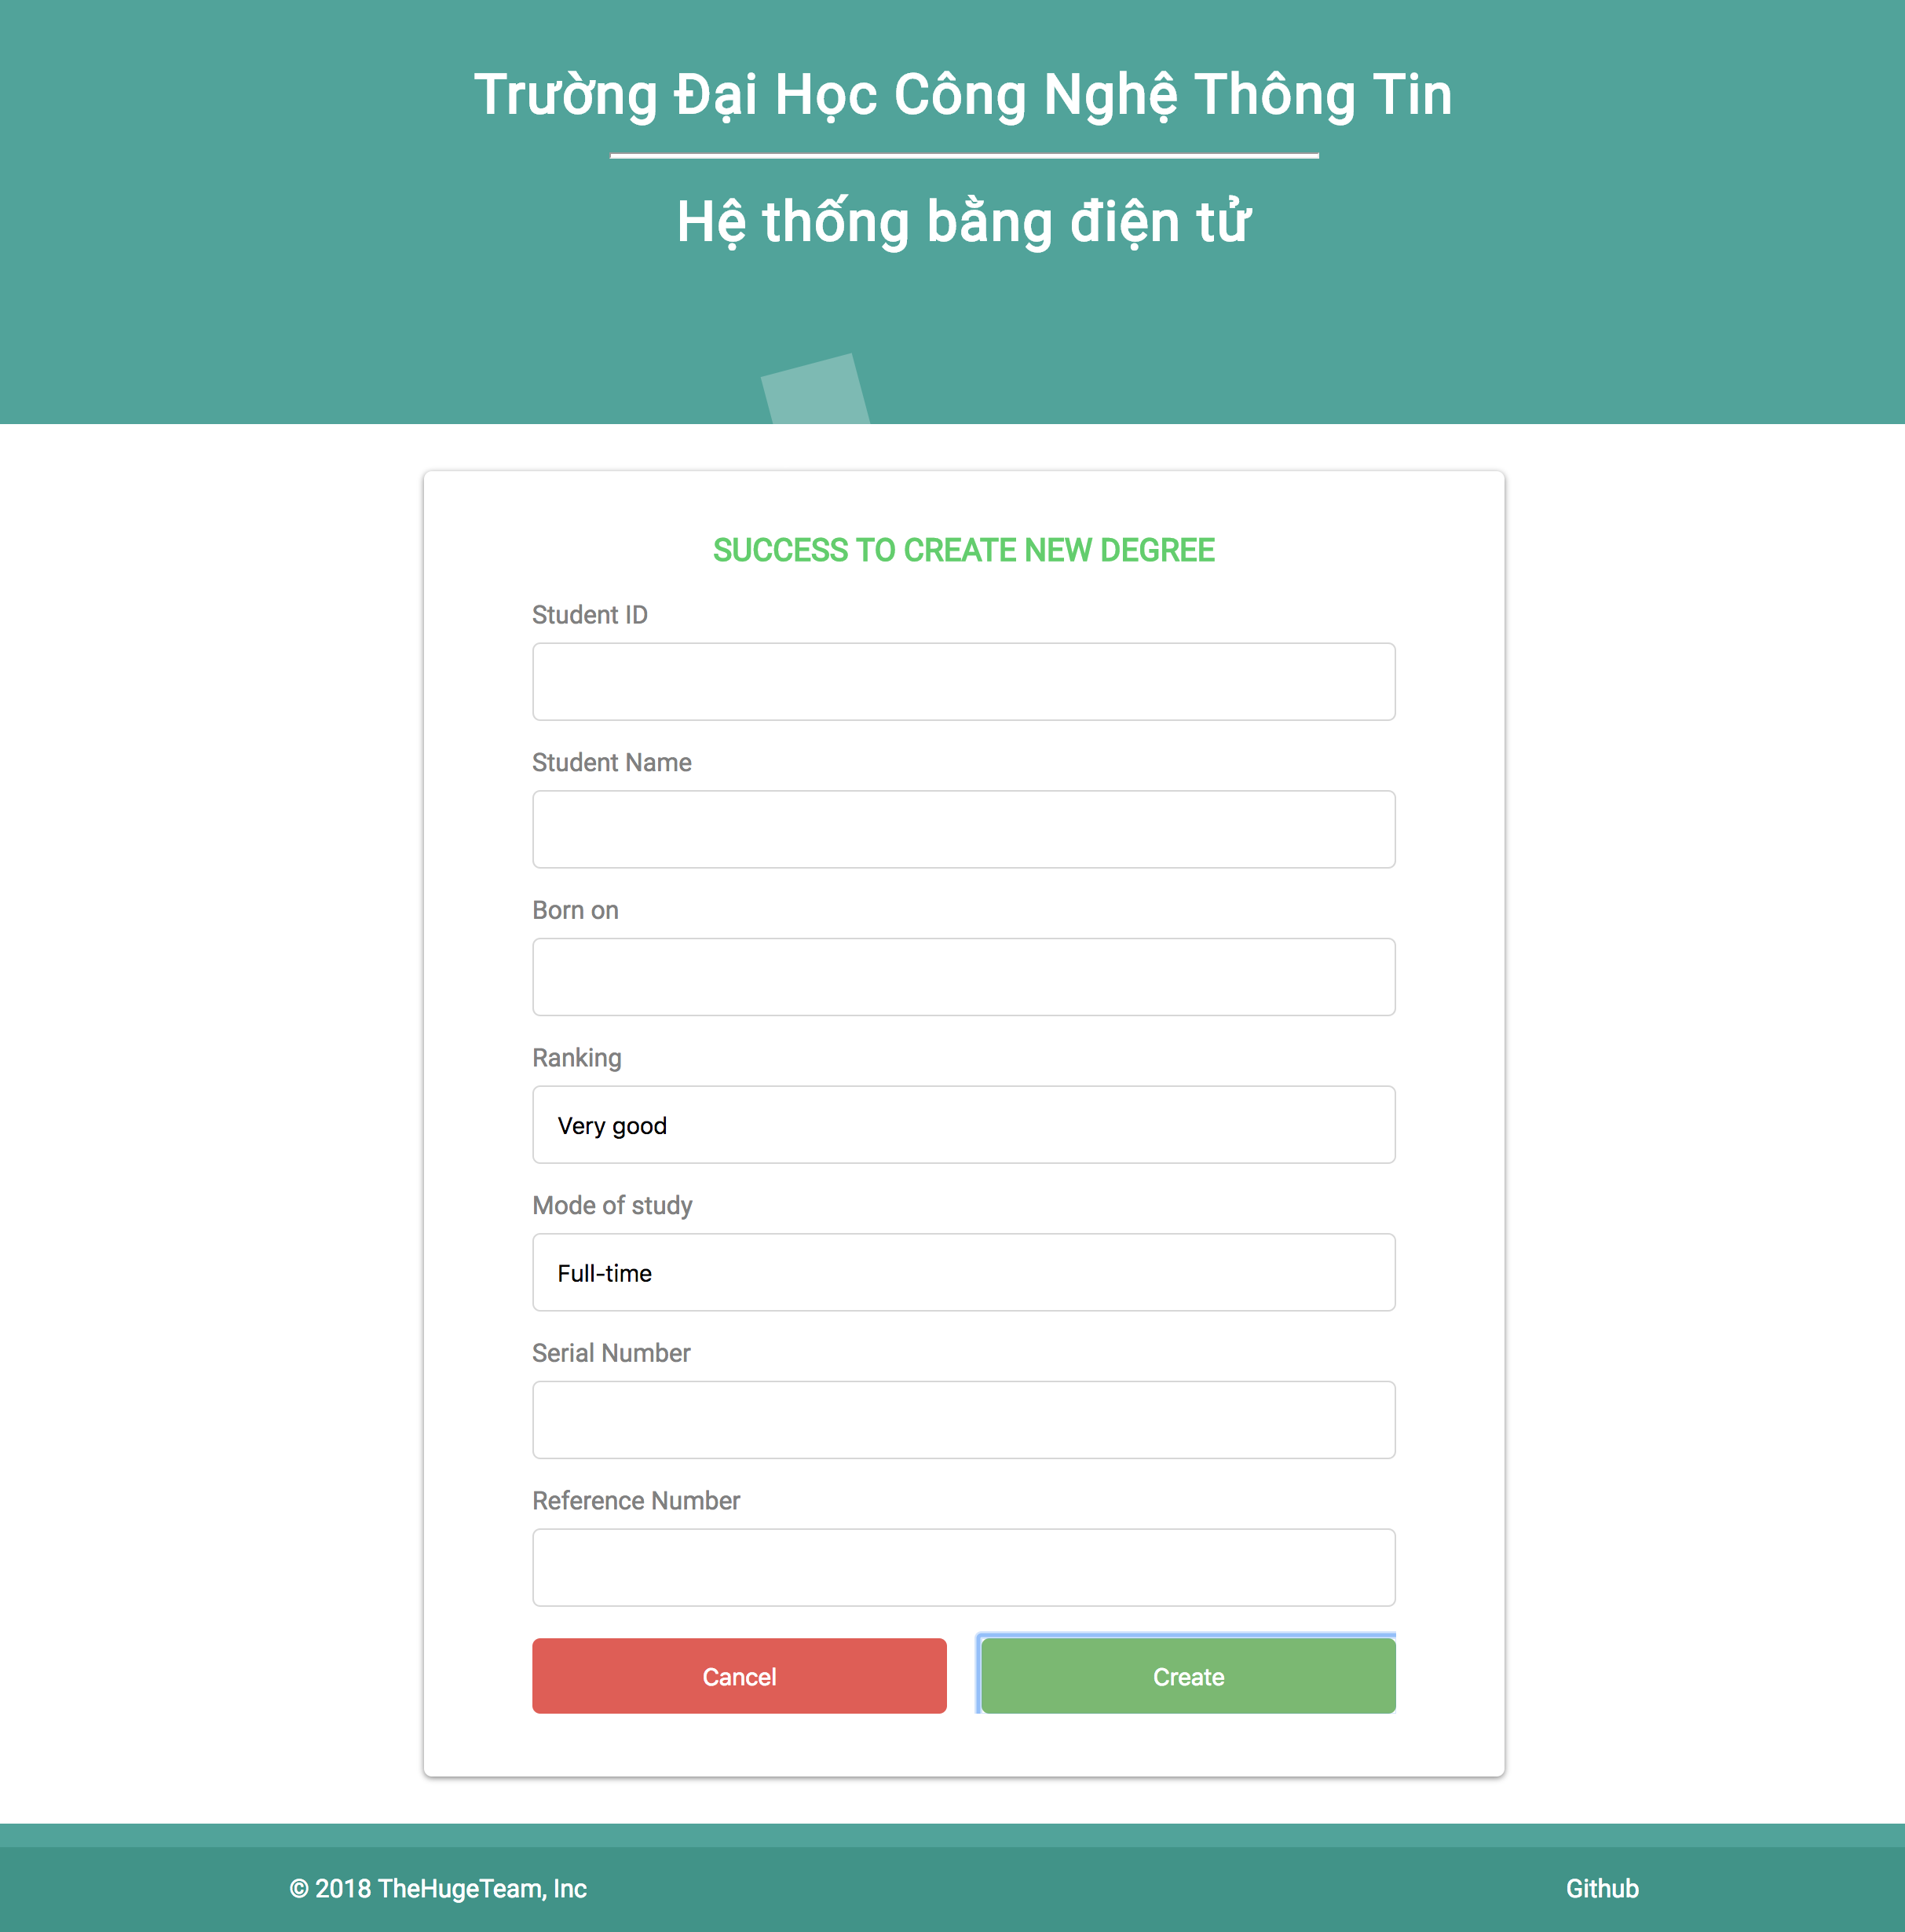 Trường Đại Học Công Nghệ Thông Tin
Hệ thống bằng điện tử
SUCCESS TO CREATE NEW DEGREE
Student ID
Student Name
Born on
Ranking
Very good
Mode of study
Full-time
Serial Number
Reference Number
Cancel
Create
© 2018 TheHugeTeam, Inc
Github